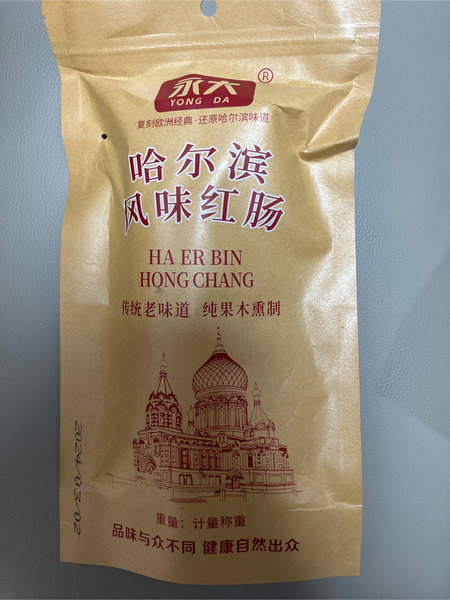 永大
YONG DA
®
复刻欧洲经典·还原哈尔滨味道
哈尔滨
风味红肠
HA ER BIN
HONG CHANG
传统老味道 纯果木熏制
2024/03/02
重量：计量称重
品味与众不同 健康自然出众